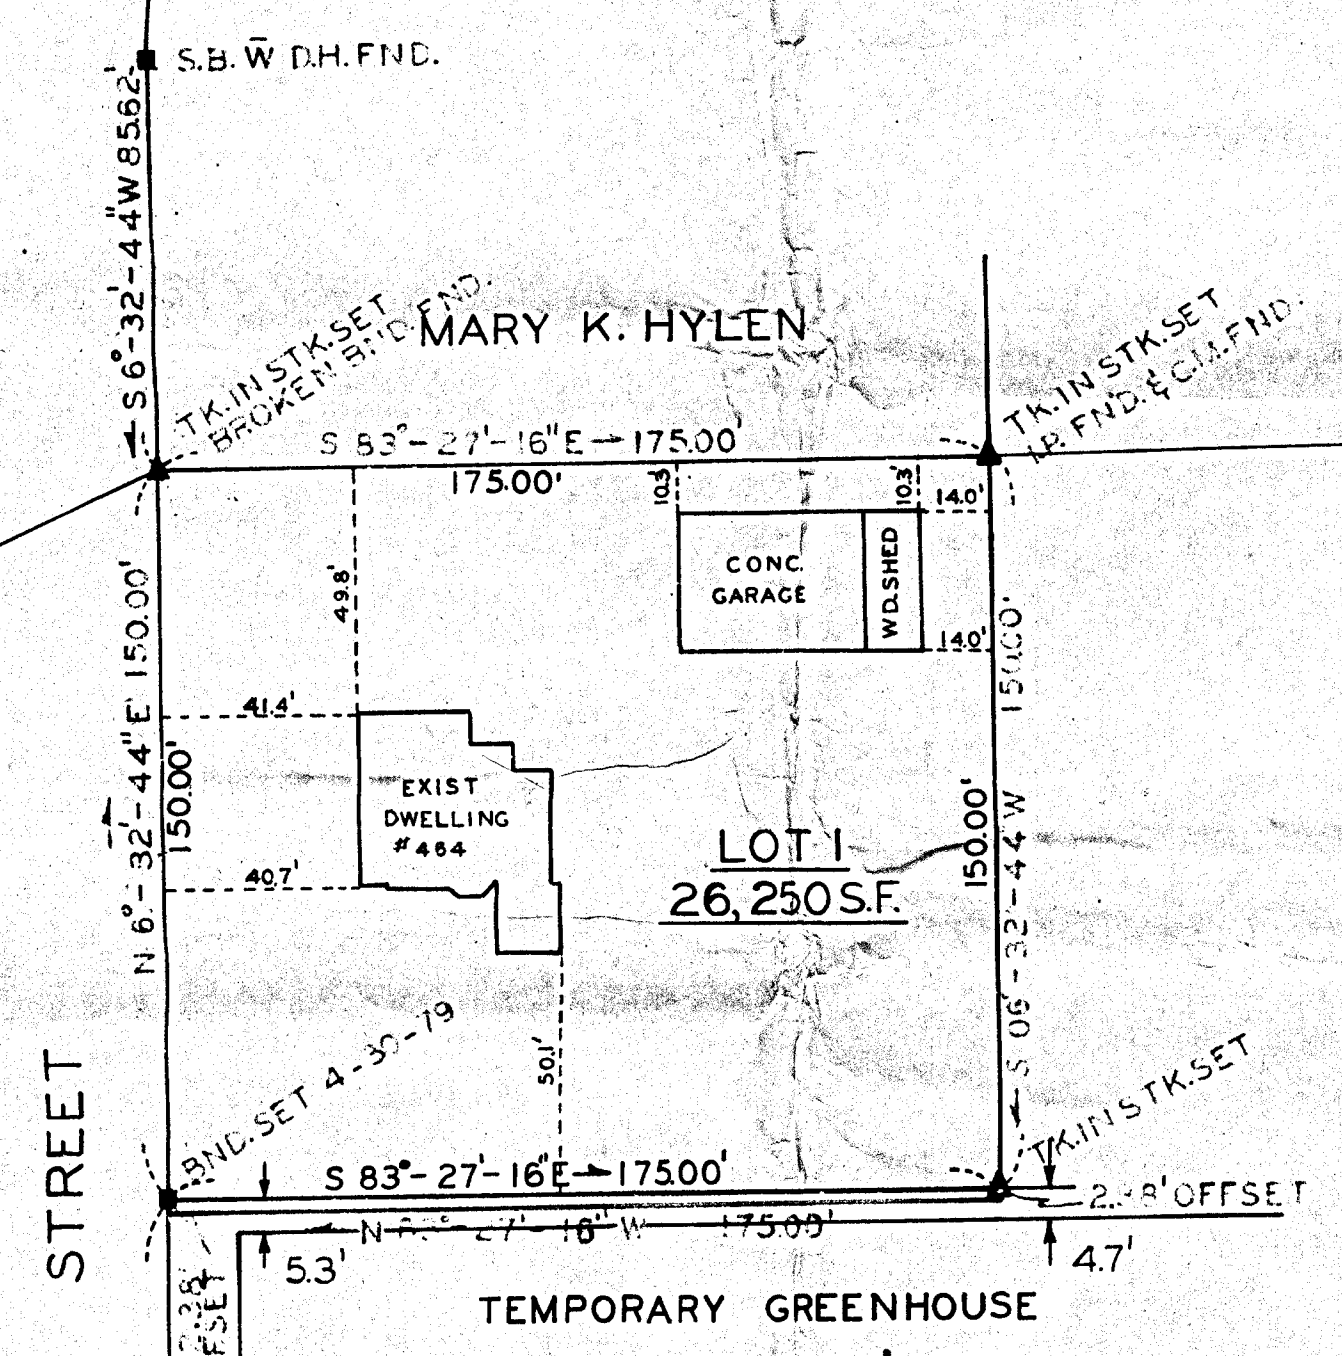 S.B. W̄ D.H. FND.
S 6°-32'-44"W 85.62'
TK. IN STK. SET
BROKEN BND. FND.
MARY K. HYLEN
TK. IN STK. SET
I.P. FND. & C.M. FND.
S 83°-27'-16"E 175.00'
175.00'
10.3'
10.3'
14.0'
CONC.
GARAGE
WD. SHED
14.0'
49.8'
N 6°-32'-44"E 150.00'
150.00'
41.4'
EXIST
DWELLING
#464
40.7'
LOT 1
26,250 S.F.
150.00'
150.00'
S 06°-32'-44"W
50.1'
BND. SET 4-30-79
TK. IN STK. SET
STREET
S 83°-27'-16"E 175.00'
OFFSET
N 83°-27'-16" W 175.00'
5.3'
4.7'
TEMPORARY GREENHOUSE